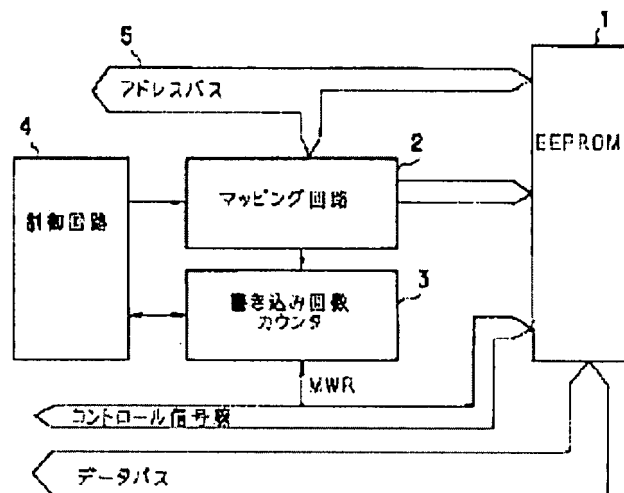 1
5
アドレスバス
EEPROM
4
2
マッピング回路
制御回路
3
書き込み回数
カウンタ
MWR
コントロール信号線
データバス